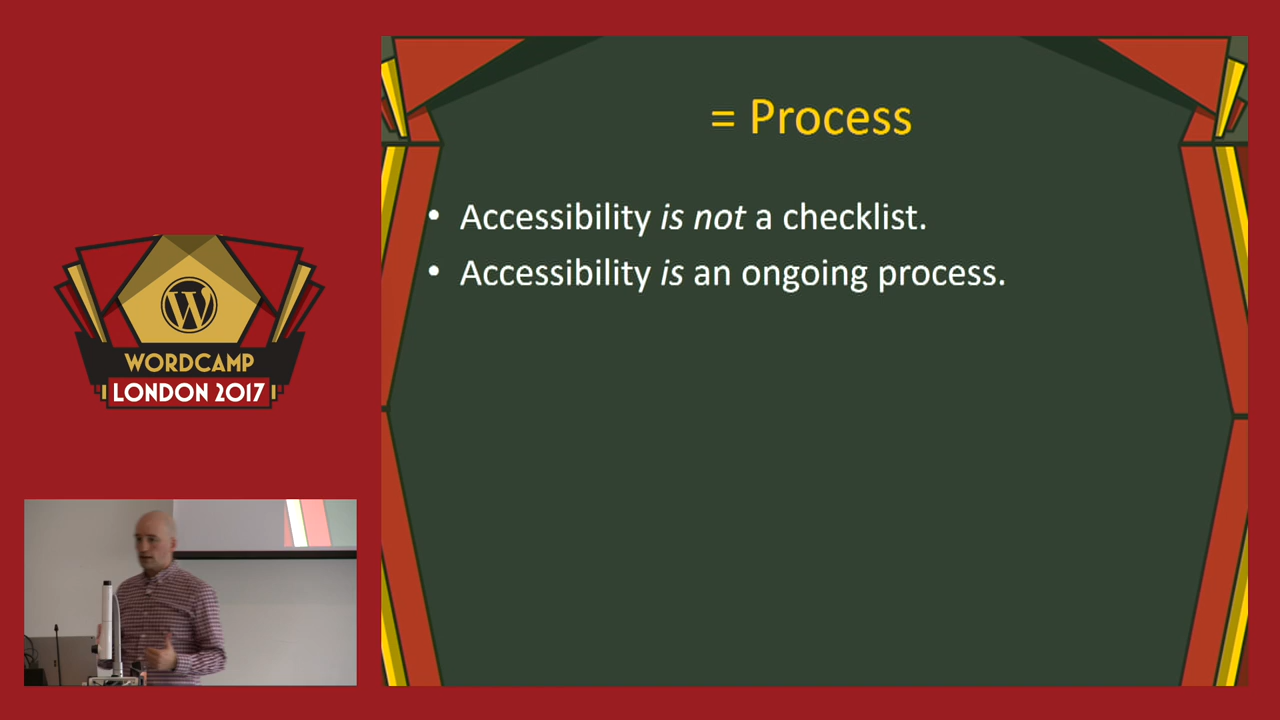 = Process
• Accessibility is not a checklist.
• Accessibility is an ongoing process.
WORDCAMP
LONDON 2017